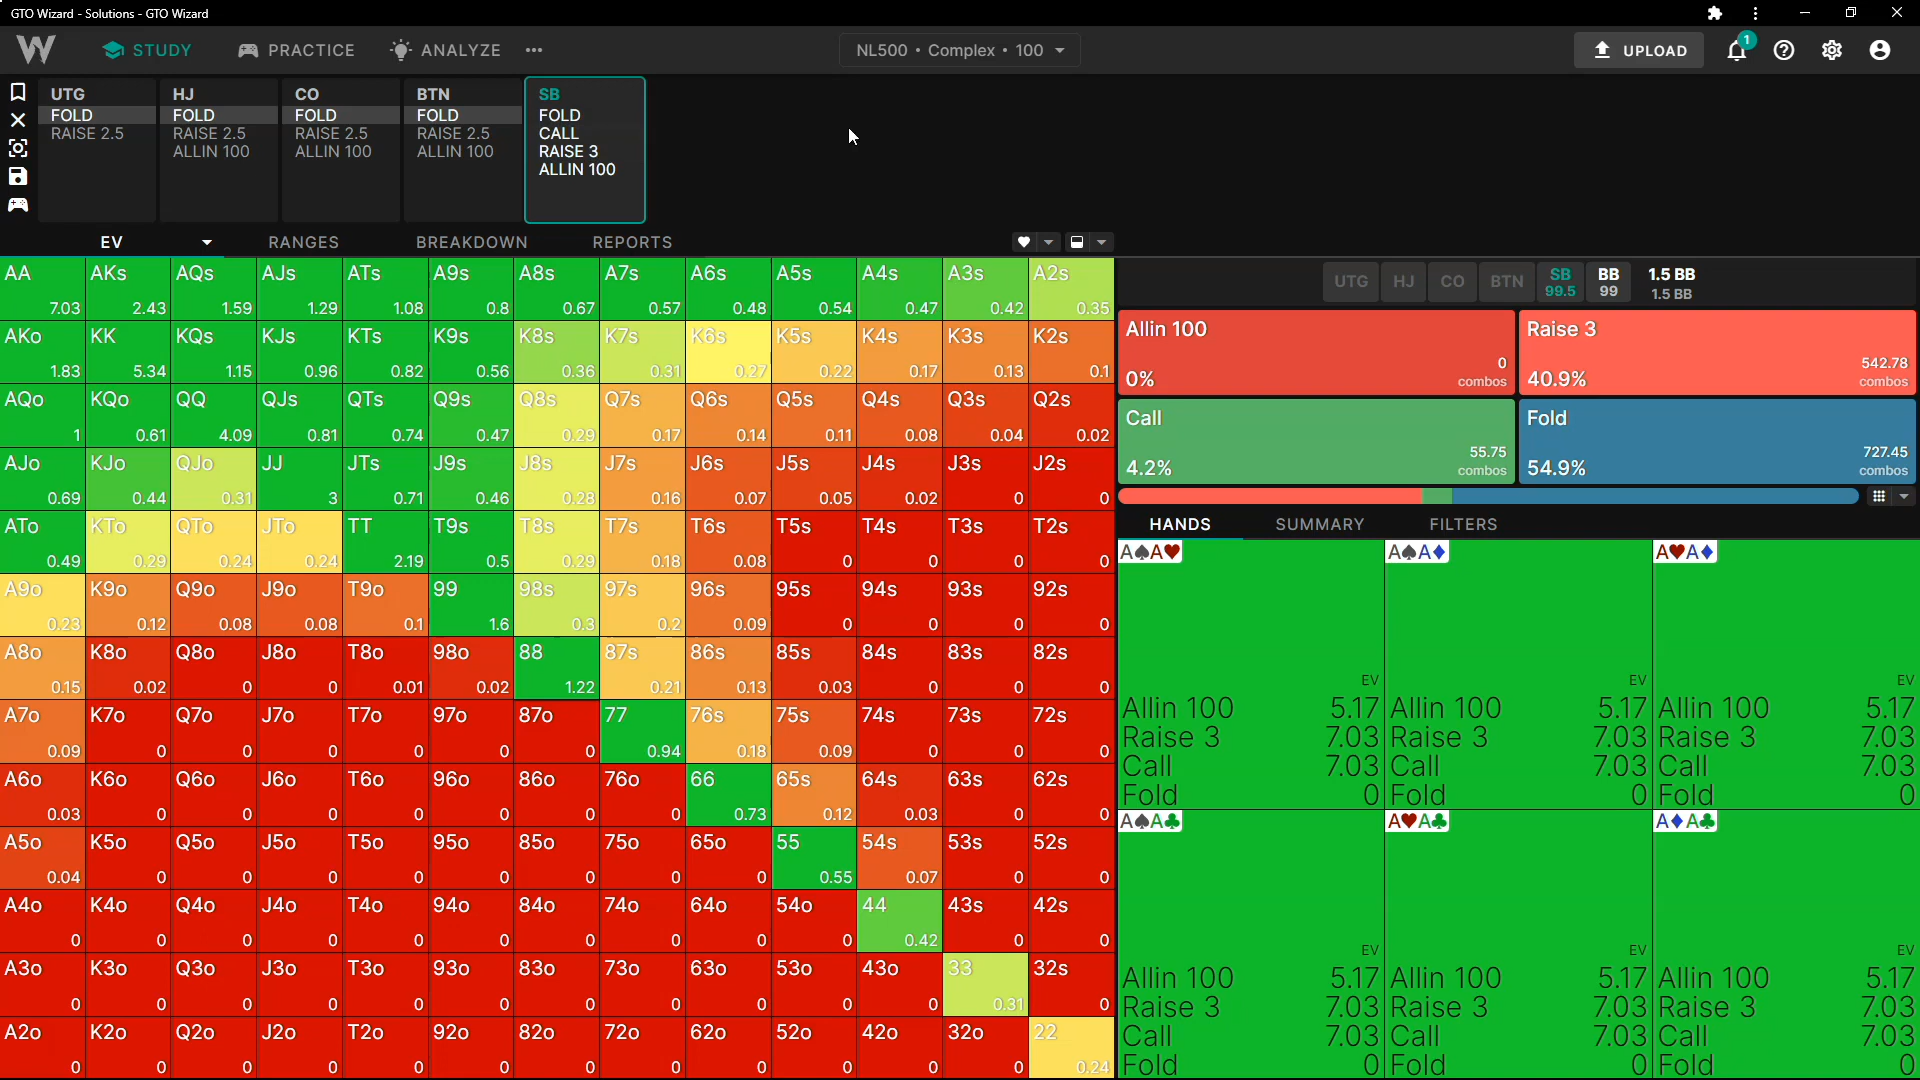 GTO Wizard - Solutions - GTO Wizard
W STUDY PRACTICE ANALYZE ••• NL500 • Complex • 100 UPLOAD 1
UTG HJ CO BTN SB
FOLD FOLD FOLD FOLD FOLD
RAISE 2.5 RAISE 2.5 RAISE 2.5 RAISE 2.5 CALL
ALLIN 100 ALLIN 100 ALLIN 100 RAISE 3
ALLIN 100
EV RANGES BREAKDOWN REPORTS
AA AKs AQs AJs ATs A9s A8s A7s A6s A5s A4s A3s A2s
7.03 2.43 1.59 1.29 1.08 0.8 0.67 0.57 0.48 0.54 0.47 0.42 0.35
AKo KK KQs KJs KTs K9s K8s K7s K6s K5s K4s K3s K2s
1.83 5.34 1.15 0.96 0.82 0.56 0.36 0.31 0.27 0.22 0.17 0.13 0.1
AQo KQo QQ QJs QTs Q9s Q8s Q7s Q6s Q5s Q4s Q3s Q2s
1 0.61 4.09 0.81 0.74 0.47 0.29 0.17 0.14 0.11 0.08 0.04 0.02
AJo KJo QJo JJ JTs J9s J8s J7s J6s J5s J4s J3s J2s
0.69 0.44 0.31 3 0.71 0.46 0.28 0.16 0.07 0.05 0.02 0 0
ATo KTo QTo JTo TT T9s T8s T7s T6s T5s T4s T3s T2s
0.49 0.29 0.24 0.24 2.19 0.5 0.29 0.18 0.08 0 0 0 0
A9o K9o Q9o J9o T9o 99 98s 97s 96s 95s 94s 93s 92s
0.23 0.12 0.08 0.08 0.1 1.6 0.3 0.2 0.09 0 0 0 0
A8o K8o Q8o J8o T8o 98o 88 87s 86s 85s 84s 83s 82s
0.15 0.02 0 0 0.01 0.02 1.22 0.21 0.13 0.03 0 0 0
A7o K7o Q7o J7o T7o 97o 87o 77 76s 75s 74s 73s 72s
0.09 0 0 0 0 0 0 0.94 0.18 0.09 0 0 0
A6o K6o Q6o J6o T6o 96o 86o 76o 66 65s 64s 63s 62s
0.03 0 0 0 0 0 0 0 0.73 0.12 0.03 0 0
A5o K5o Q5o J5o T5o 95o 85o 75o 65o 55 54s 53s 52s
0.04 0 0 0 0 0 0 0 0 0.55 0.07 0 0
A4o K4o Q4o J4o T4o 94o 84o 74o 64o 54o 44 43s 42s
0 0 0 0 0 0 0 0 0 0 0.42 0 0
A3o K3o Q3o J3o T3o 93o 83o 73o 63o 53o 43o 33 32s
0 0 0 0 0 0 0 0 0 0 0 0.31 0
A2o K2o Q2o J2o T2o 92o 82o 72o 62o 52o 42o 32o 22
0 0 0 0 0 0 0 0 0 0 0 0 0.24
UTG HJ CO BTN SB BB 1.5 BB
99.5 99 1.5 BB
Allin 100 Raise 3
0 542.78
0% combos 40.9% combos
Call Fold
55.75 727.45
4.2% combos 54.9% combos
HANDS SUMMARY FILTERS
A♠A♥ A♠A♦ A♥A♦
EV EV EV
Allin 100 5.17 Allin 100 5.17 Allin 100 5.17
Raise 3 7.03 Raise 3 7.03 Raise 3 7.03
Call 7.03 Call 7.03 Call 7.03
Fold 0 Fold 0 Fold 0
A♠A♣ A♥A♣ A♦A♣
EV EV EV
Allin 100 5.17 Allin 100 5.17 Allin 100 5.17
Raise 3 7.03 Raise 3 7.03 Raise 3 7.03
Call 7.03 Call 7.03 Call 7.03
Fold 0 Fold 0 Fold 0